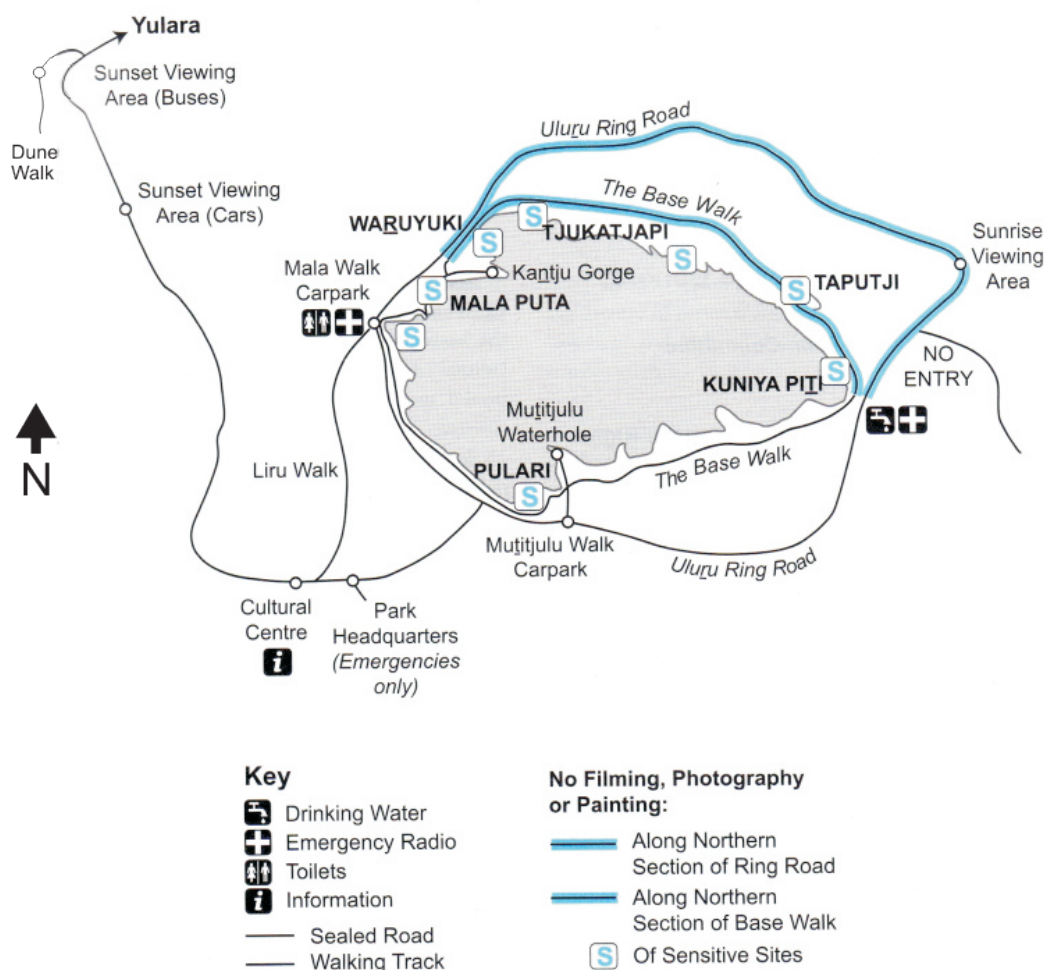 Yulara
Sunset Viewing
Area (Buses)
Dune
Walk
Sunset Viewing
Area (Cars)
Uluṟu Ring Road
The Base Walk
WAṞUYUKI
S
TJUKATJAPI
S
S
Sunrise
Viewing
Area
Mala Walk
Carpark
Kaṉtju Gorge
S
MALA PUTA
S
TAPUTJI
S
NO
ENTRY
KUNIYA PIṮI
S
N
Muṯitjulu
Waterhole
Liru Walk
PULARI
S
The Base Walk
Muṯitjulu Walk
Carpark
Uluṟu Ring Road
Cultural
Centre
i
Park
Headquarters
(Emergencies
only)
Key
Drinking Water
Emergency Radio
Toilets
i Information
Sealed Road
Walking Track
No Filming, Photography
or Painting:
Along Northern
Section of Ring Road
Along Northern
Section of Base Walk
S Of Sensitive Sites